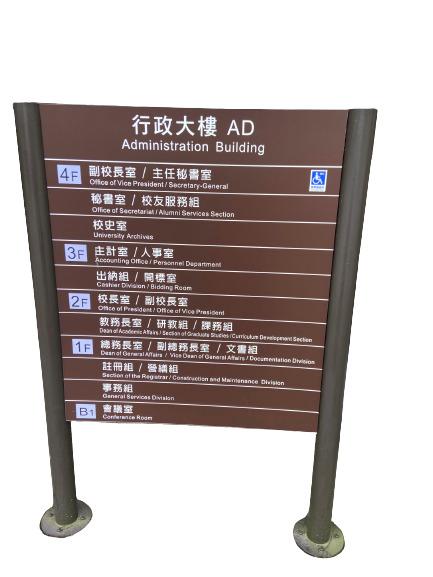 行政大樓 AD
Administration Building
4F 副校長室 / 主任秘書室
Office of Vice President / Secretary-General
秘書室 / 校友服務組
Office of Secretariat / Alumni Services Section
校史室
University Archives
3F 主計室 / 人事室
Accounting Office / Personnel Department
出納組 / 開標室
Cashier Division / Bidding Room
2F 校長室 / 副校長室
Office of President / Office of Vice President
教務長室 / 研教組 / 課務組
Dean of Academic Affairs / Section of Graduate Studies / Curriculum Development Section
1F 總務長室 / 副總務長室 / 文書組
Dean of General Affairs / Vice Dean of General Affairs / Documentation Division
註冊組 / 營繕組
Section of the Registrar / Construction and Maintenance Division
事務組
General Services Division
B1 會議室
Conference Room